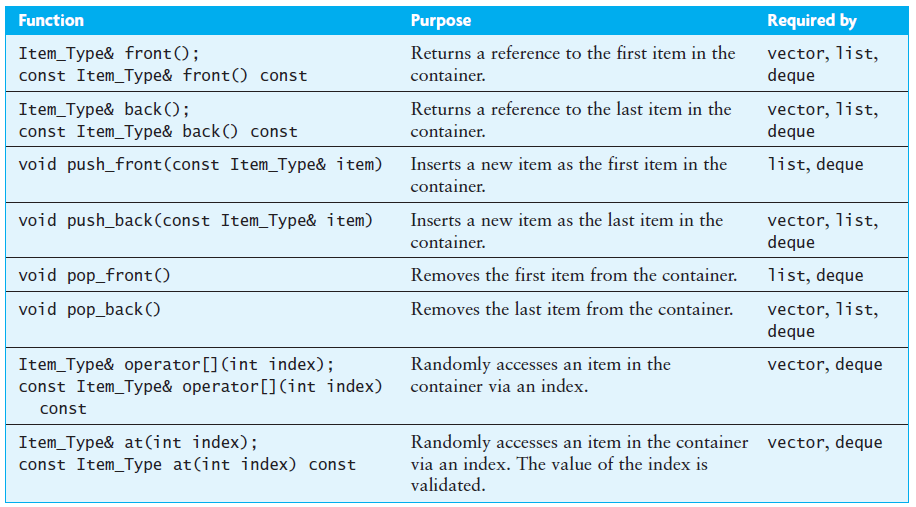 Function Purpose Required by
Item_Type& front(); Returns a reference to the first item in the vector, list,
const Item_Type& front() const container. deque
Item_Type& back(); Returns a reference to the last item in the vector, list,
const Item_Type& back() const container. deque
void push_front(const Item_Type& item) Inserts a new item as the first item in the list, deque
container.
void push_back(const Item_Type& item) Inserts a new item as the last item in the vector, list,
container. deque
void pop_front() Removes the first item from the container. list, deque
void pop_back() Removes the last item from the container. vector, list,
deque
Item_Type& operator[](int index); Randomly accesses an item in the vector, deque
const Item_Type& operator[](int index) container via an index.
const
Item_Type& at(int index); Randomly accesses an item in the container vector, deque
const Item_Type at(int index) const via an index. The value of the index is
validated.